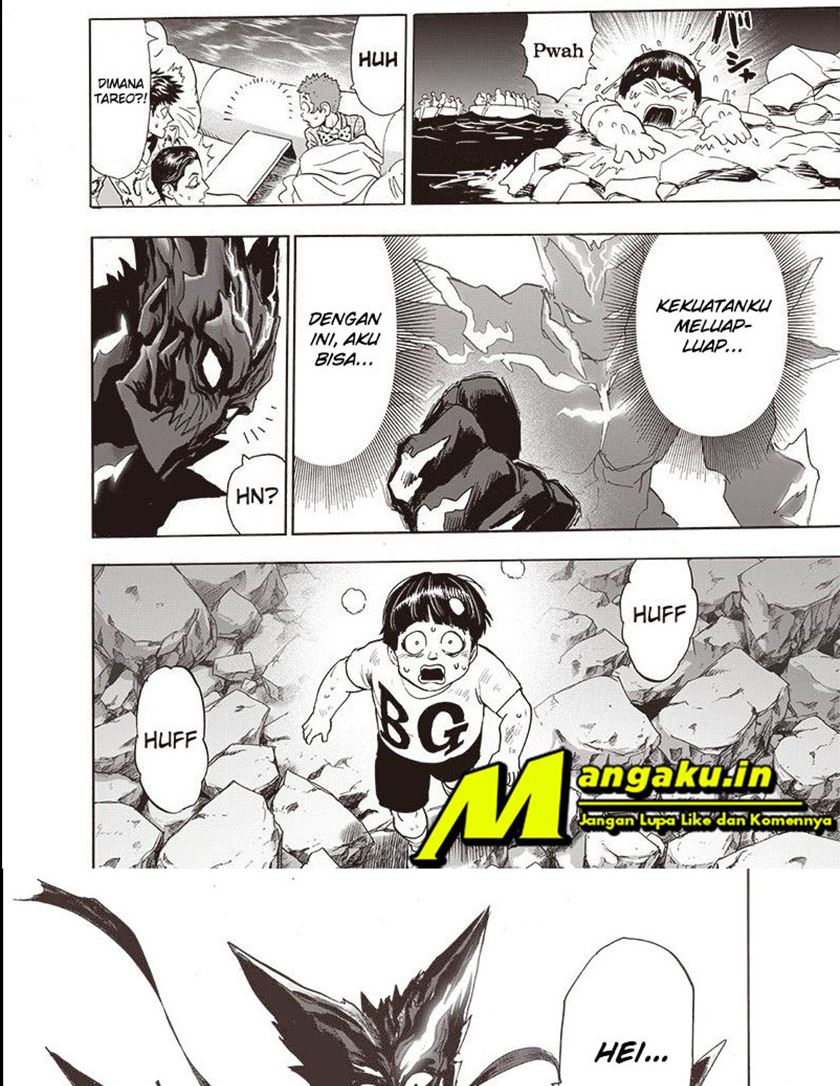 Pwah
HUH
DIMANA
TAREO?!
KEKUATANKU
MELUAP-
LUAP...
DENGAN
INI, AKU
BISA...
HN?
HUFF
BG
HUFF
Mangaku.in
Jangan Lupa Like dan Komennya
HEI...